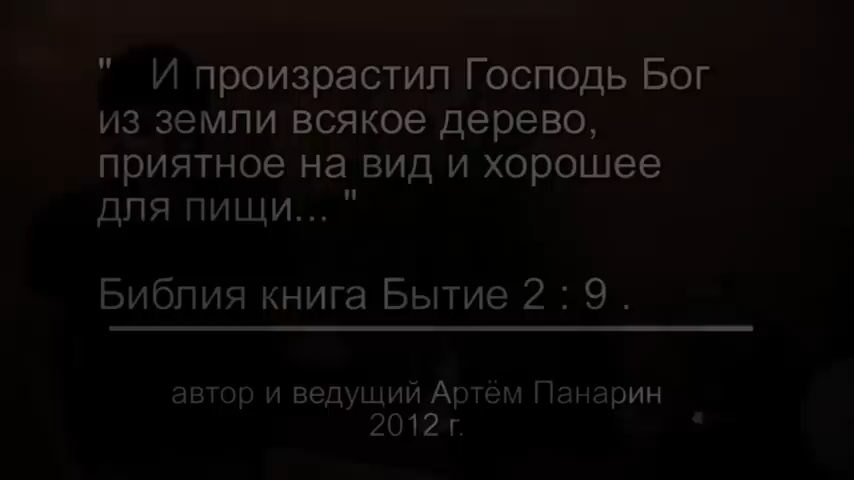 " И произрастил Господь Бог
из земли всякое дерево,
приятное на вид и хорошее
для пищи... "
Библия книга Бытие 2 : 9 .
автор и ведущий Артём Панарин
2012 г.